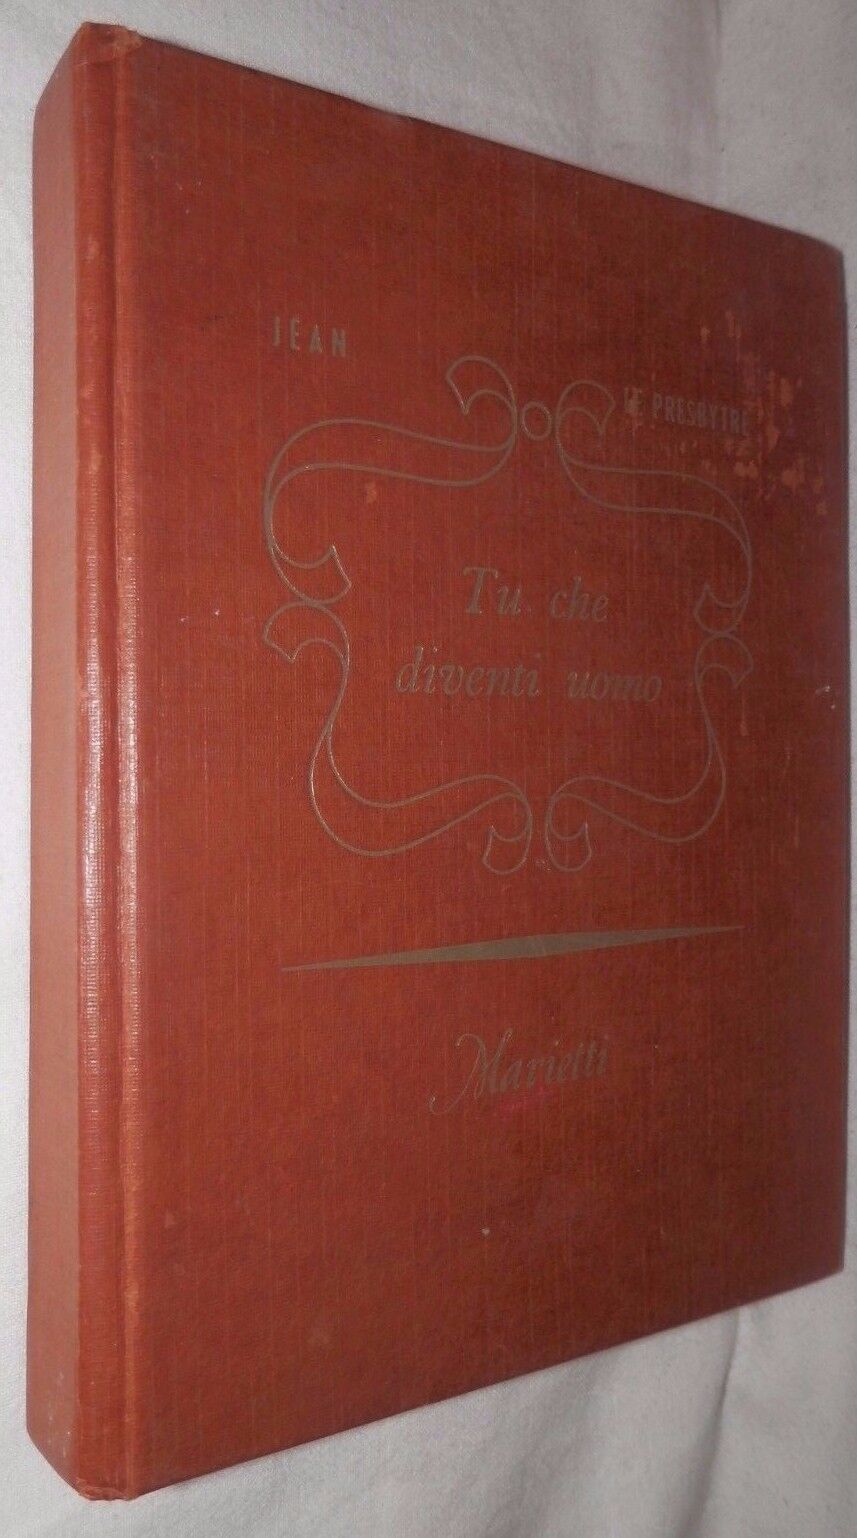 JEAN LE PRESBYTRE
Tu che
diventi uomo
Marietti